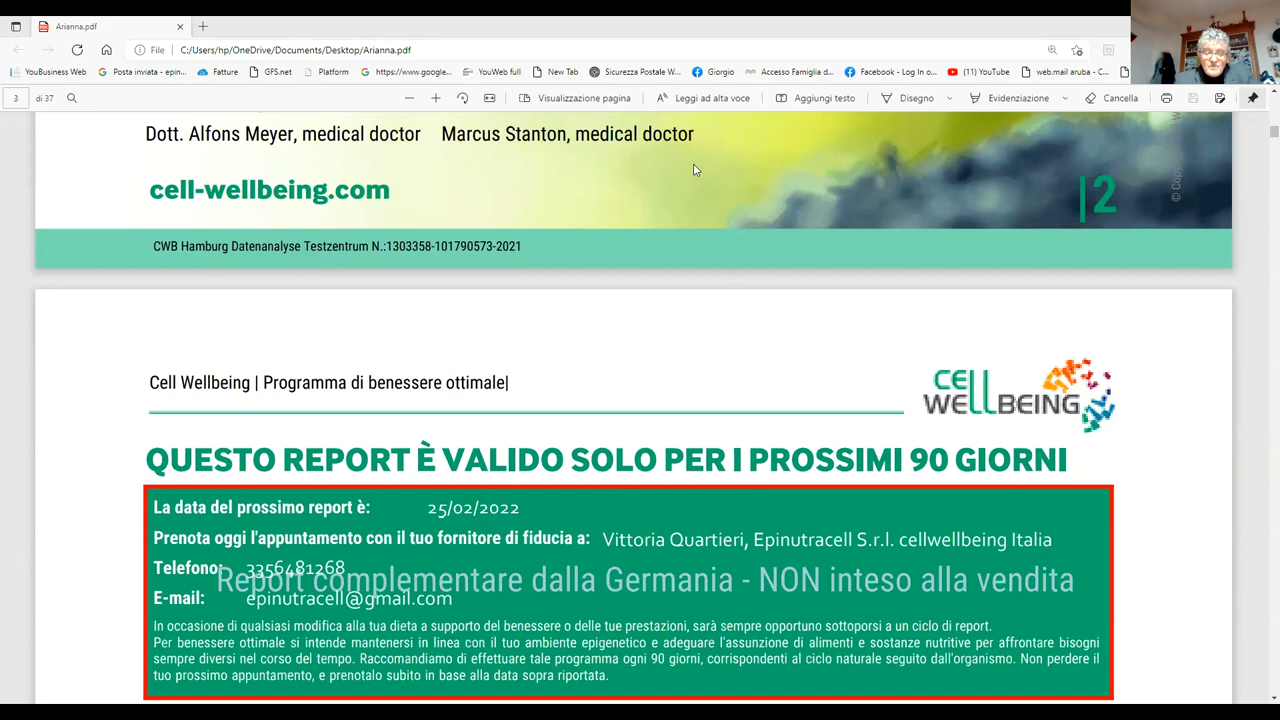 Arianna.pdf
File
C:/Users/hp/OneDrive/Documents/Desktop/Arianna.pdf
YouBusiness Web
Posta inviata - epin...
Fatture
GFS.net
Platform
https://www.google...
YouWeb full
New Tab
Sicurezza Postale W...
Giorgio
Accesso Famiglia d...
Facebook - Log In o...
(11) YouTube
web.mail aruba - C...
3 di 37
Visualizzazione pagina
Leggi ad alta voce
Aggiungi testo
Disegno
Evidenziazione
Cancella
Dott. Alfons Meyer, medical doctor Marcus Stanton, medical doctor
cell-wellbeing.com
|2
CWB Hamburg Datenanalyse Testzentrum N.:1303358-101790573-2021
Cell Wellbeing | Programma di benessere ottimale|
CELL
WELLBEING
QUESTO REPORT È VALIDO SOLO PER I PROSSIMI 90 GIORNI
La data del prossimo report è: 25/02/2022
Prenota oggi l'appuntamento con il tuo fornitore di fiducia a: Vittoria Quartieri, Epinutracell S.r.l. cellwellbeing Italia
Telefono: 3356481268
Report complementare dalla Germania - NON inteso alla vendita
E-mail: epinutracell@gmail.com
In occasione di qualsiasi modifica alla tua dieta a supporto del benessere o delle tue prestazioni, sarà sempre opportuno sottoporsi a un ciclo di report.
Per benessere ottimale si intende mantenersi in linea con il tuo ambiente epigenetico e adeguare l'assunzione di alimenti e sostanze nutritive per affrontare bisogni
sempre diversi nel corso del tempo. Raccomandiamo di effettuare tale programma ogni 90 giorni, corrispondenti al ciclo naturale seguito dall'organismo. Non perdere il
tuo prossimo appuntamento, e prenotalo subito in base alla data sopra riportata.